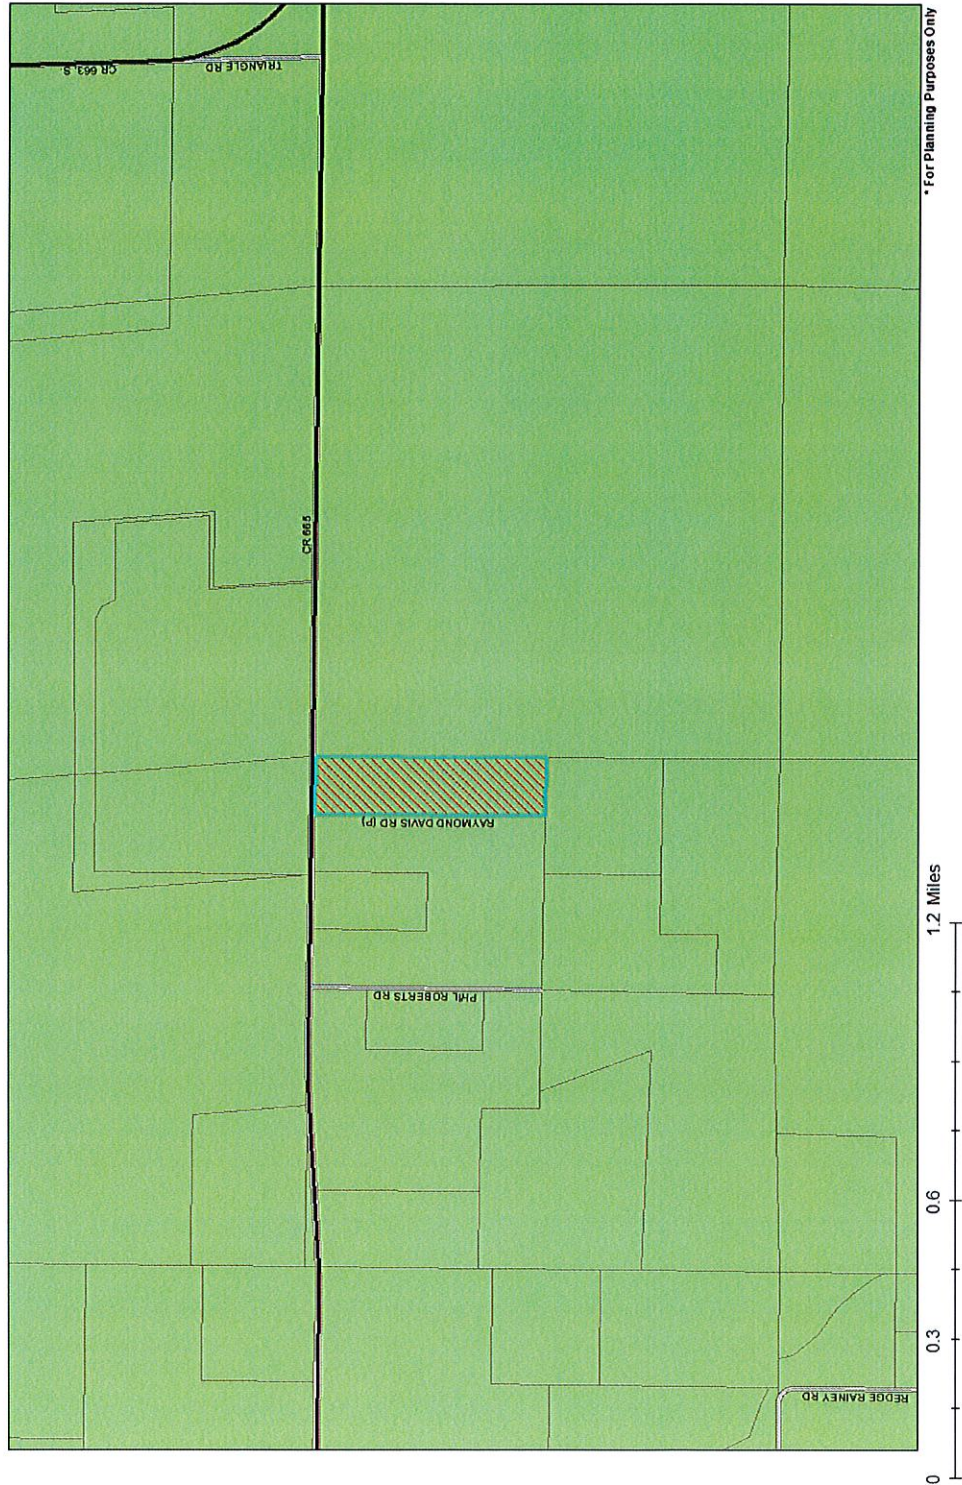 CR 663 S
TRIANGLE RD
CR 665
RAYMOND DAVIS RD (P)
PHIL ROBERTS RD
REDGE RAINEY RD
0 0.3 0.6 1.2 Miles
* For Planning Purposes Only